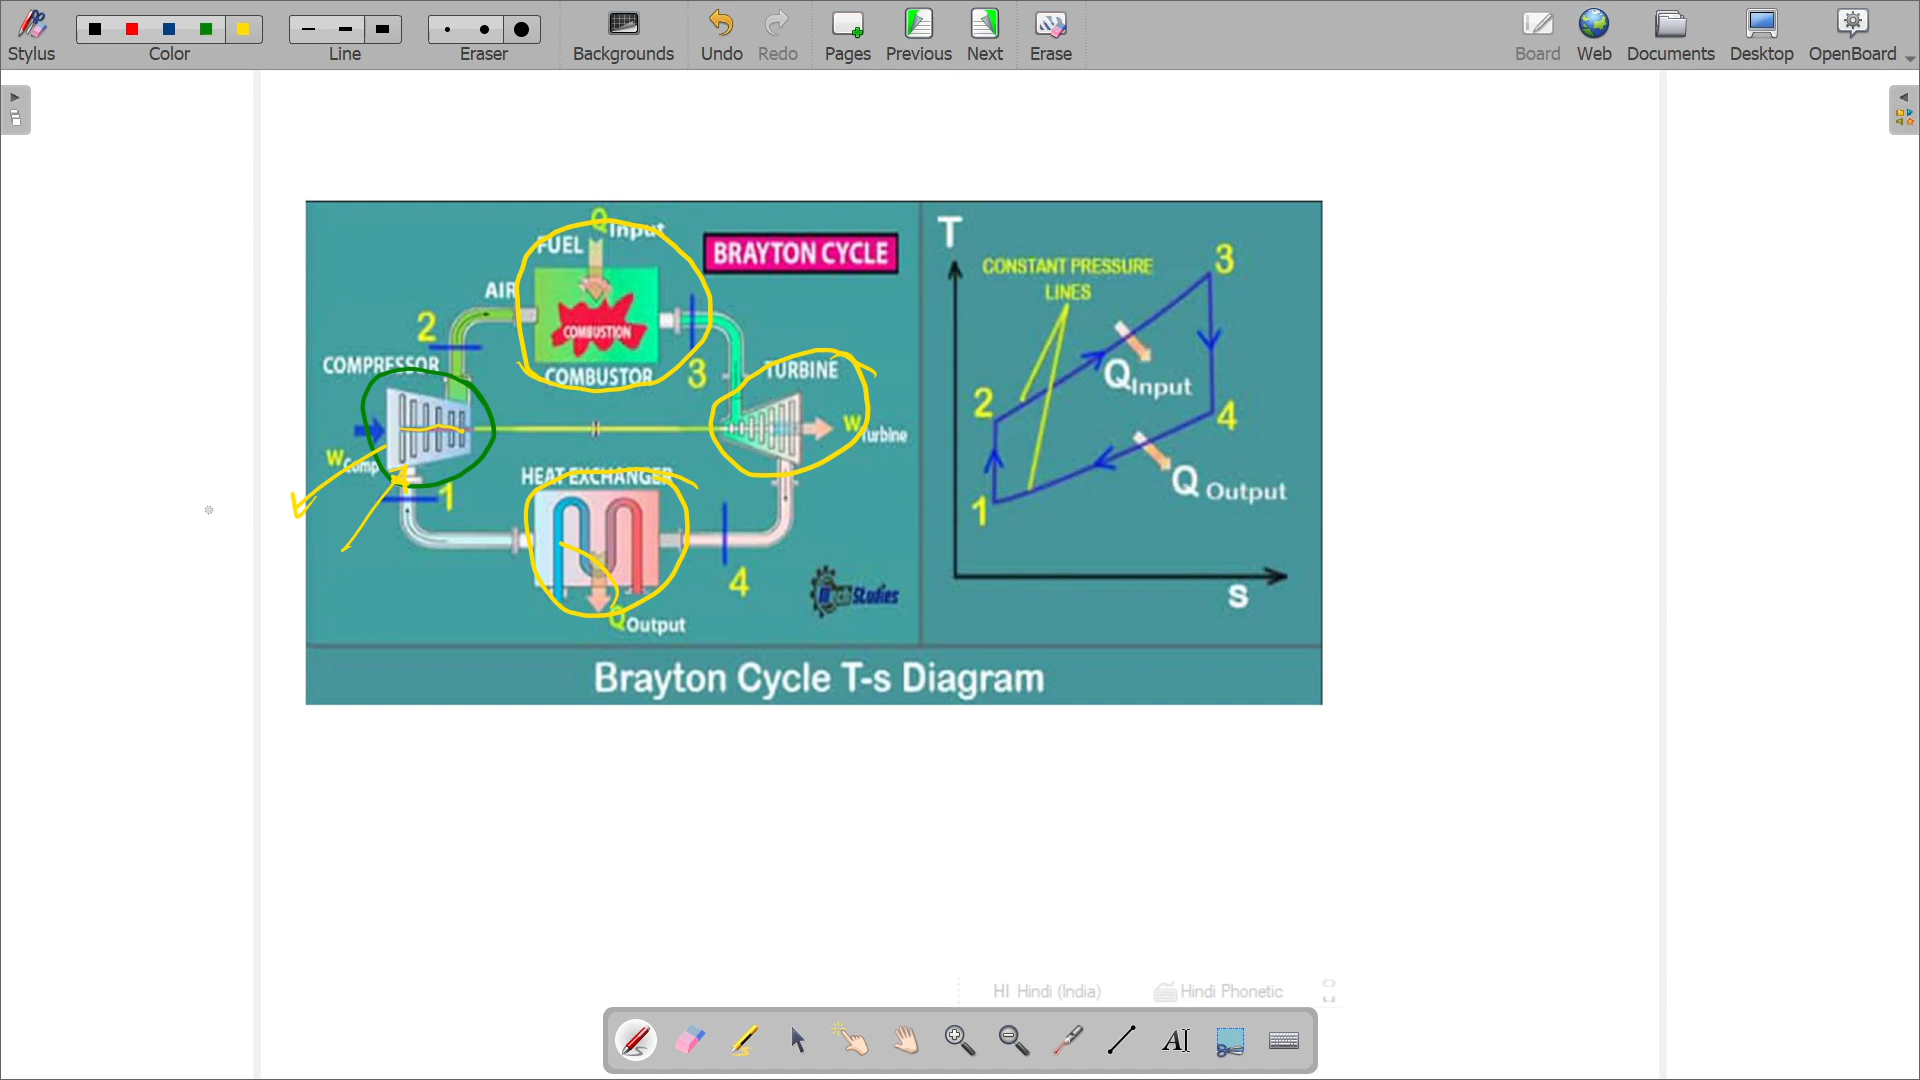 Stylus
Color
Line
Eraser
Backgrounds
Undo
Redo
Pages
Previous
Next
Erase
Board
Web
Documents
Desktop
OpenBoard
Q Input
FUEL
BRAYTON CYCLE
AIR
COMBUSTION
2
COMPRESSOR
COMBUSTOR
3
TURBINE
W Turbine
W Comp
HEAT EXCHANGER
1
4
Q Output
Studies
T
CONSTANT PRESSURE
LINES
3
Q Input
2
4
Q Output
1
s
Brayton Cycle T-s Diagram
HI Hindi (India)
Hindi Phonetic
AI